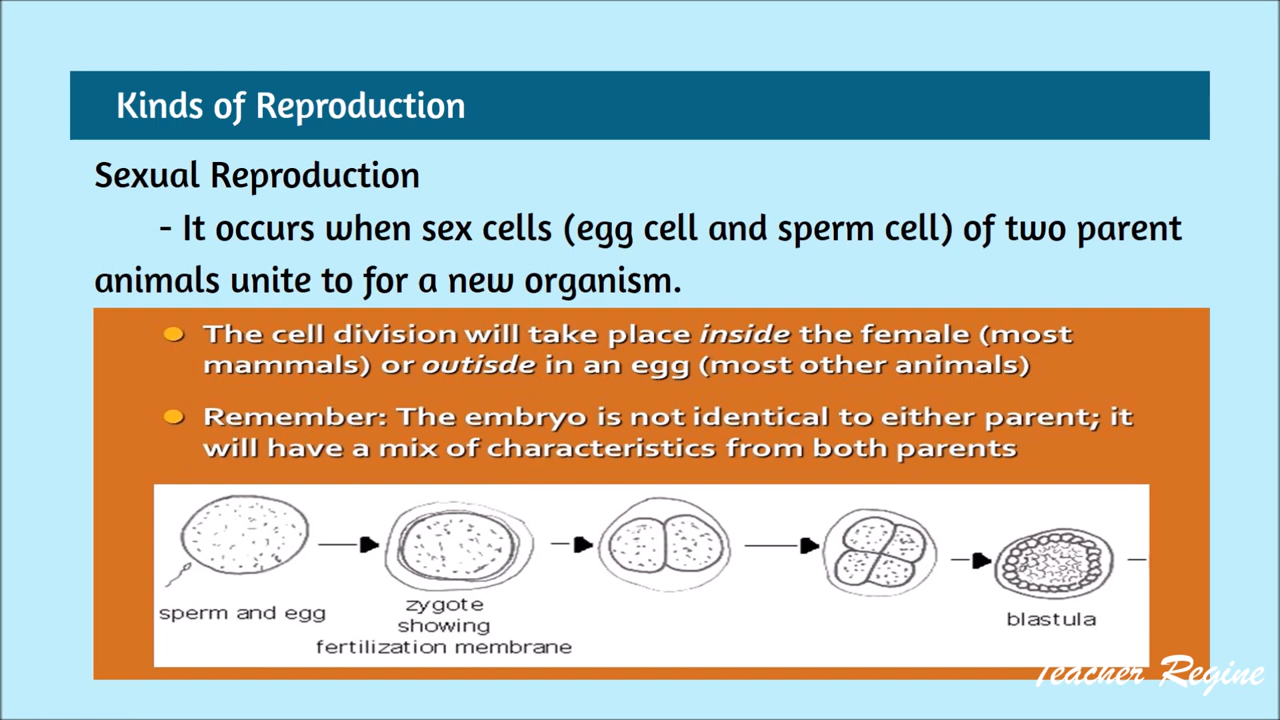 Kinds of Reproduction
Sexual Reproduction
- It occurs when sex cells (egg cell and sperm cell) of two parent
animals unite to for a new organism.
The cell division will take place inside the female (most
mammals) or outisde in an egg (most other animals)
Remember: The embryo is not identical to either parent; it
will have a mix of characteristics from both parents
sperm and egg
zygote
showing
fertilization membrane
blastula
Teacher Regine